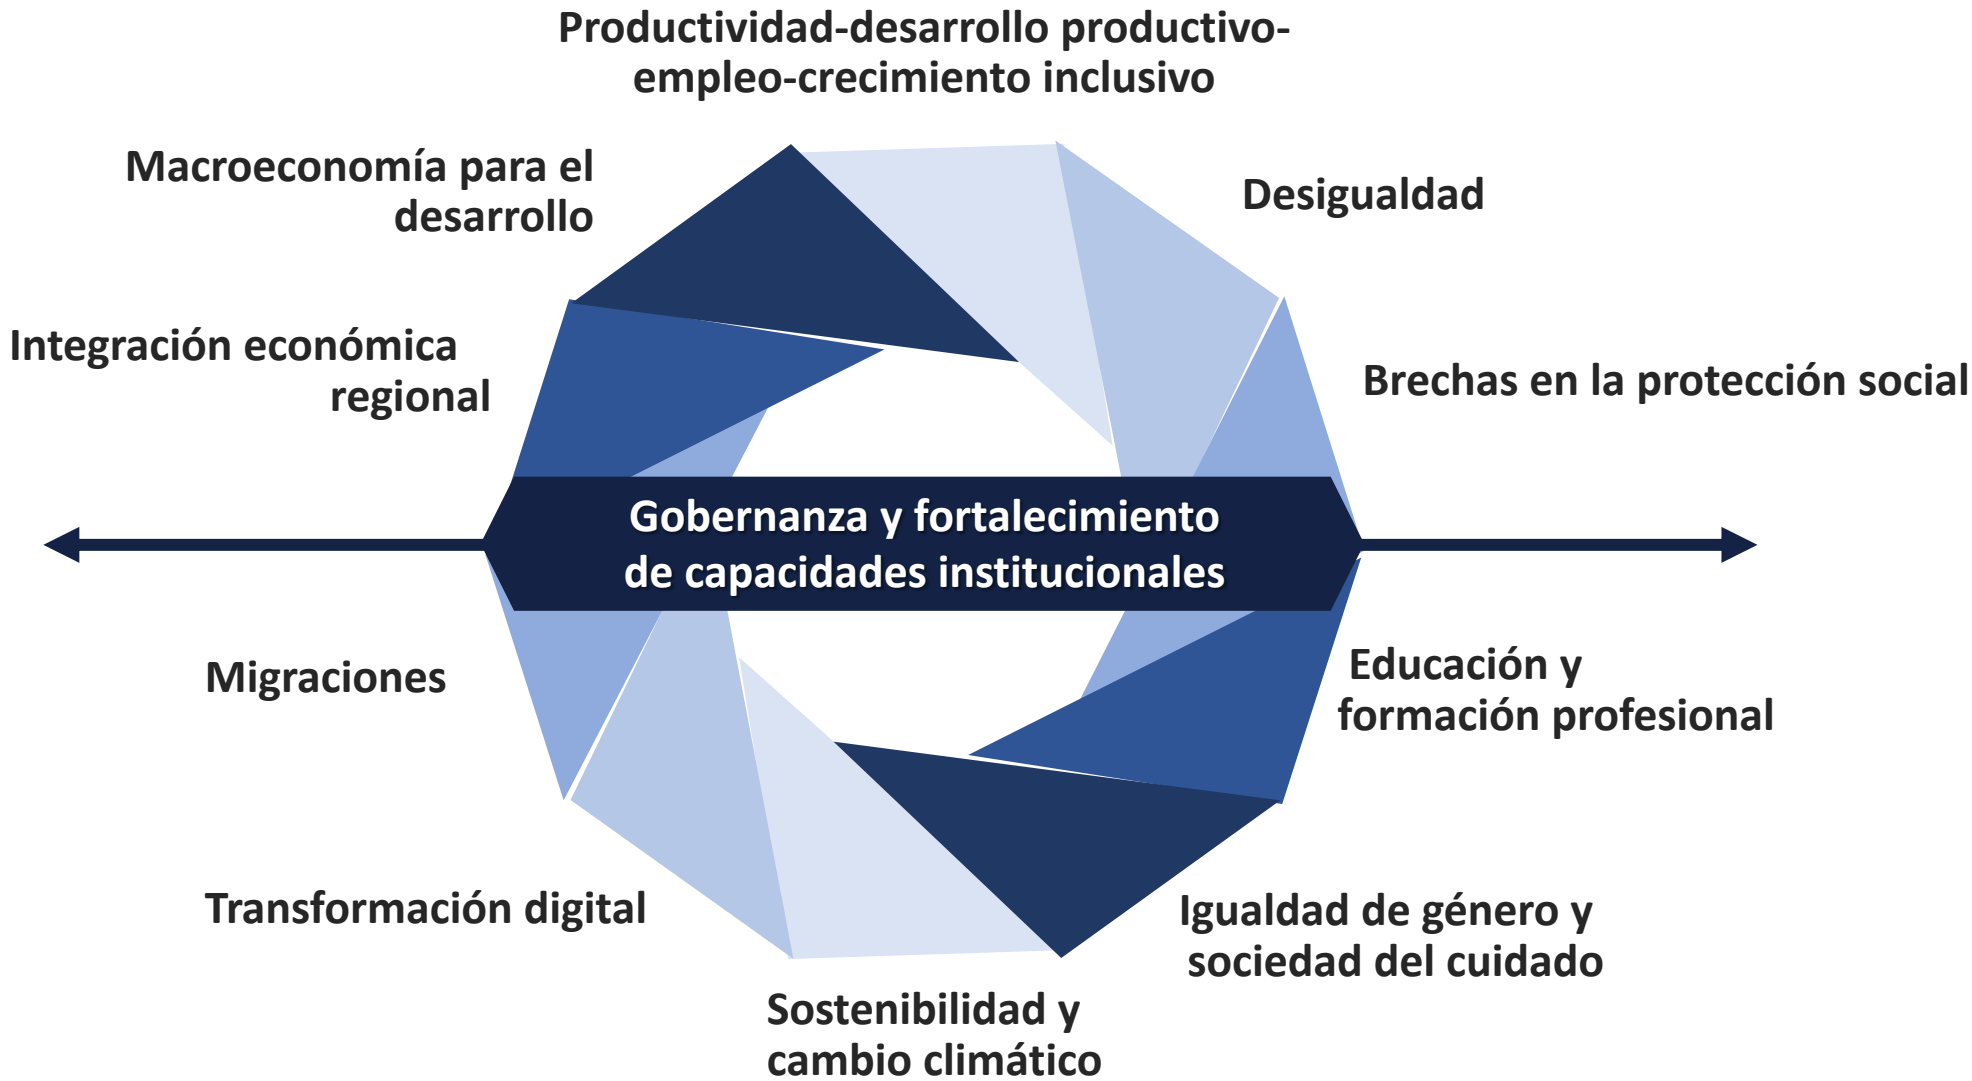 Productividad-desarrollo productivo-
empleo-crecimiento inclusivo
Macroeconomía para el
desarrollo
Desigualdad
Integración económica
regional
Brechas en la protección social
Gobernanza y fortalecimiento
de capacidades institucionales
Migraciones
Educación y
formación profesional
Transformación digital
Igualdad de género y
sociedad del cuidado
Sostenibilidad y
cambio climático